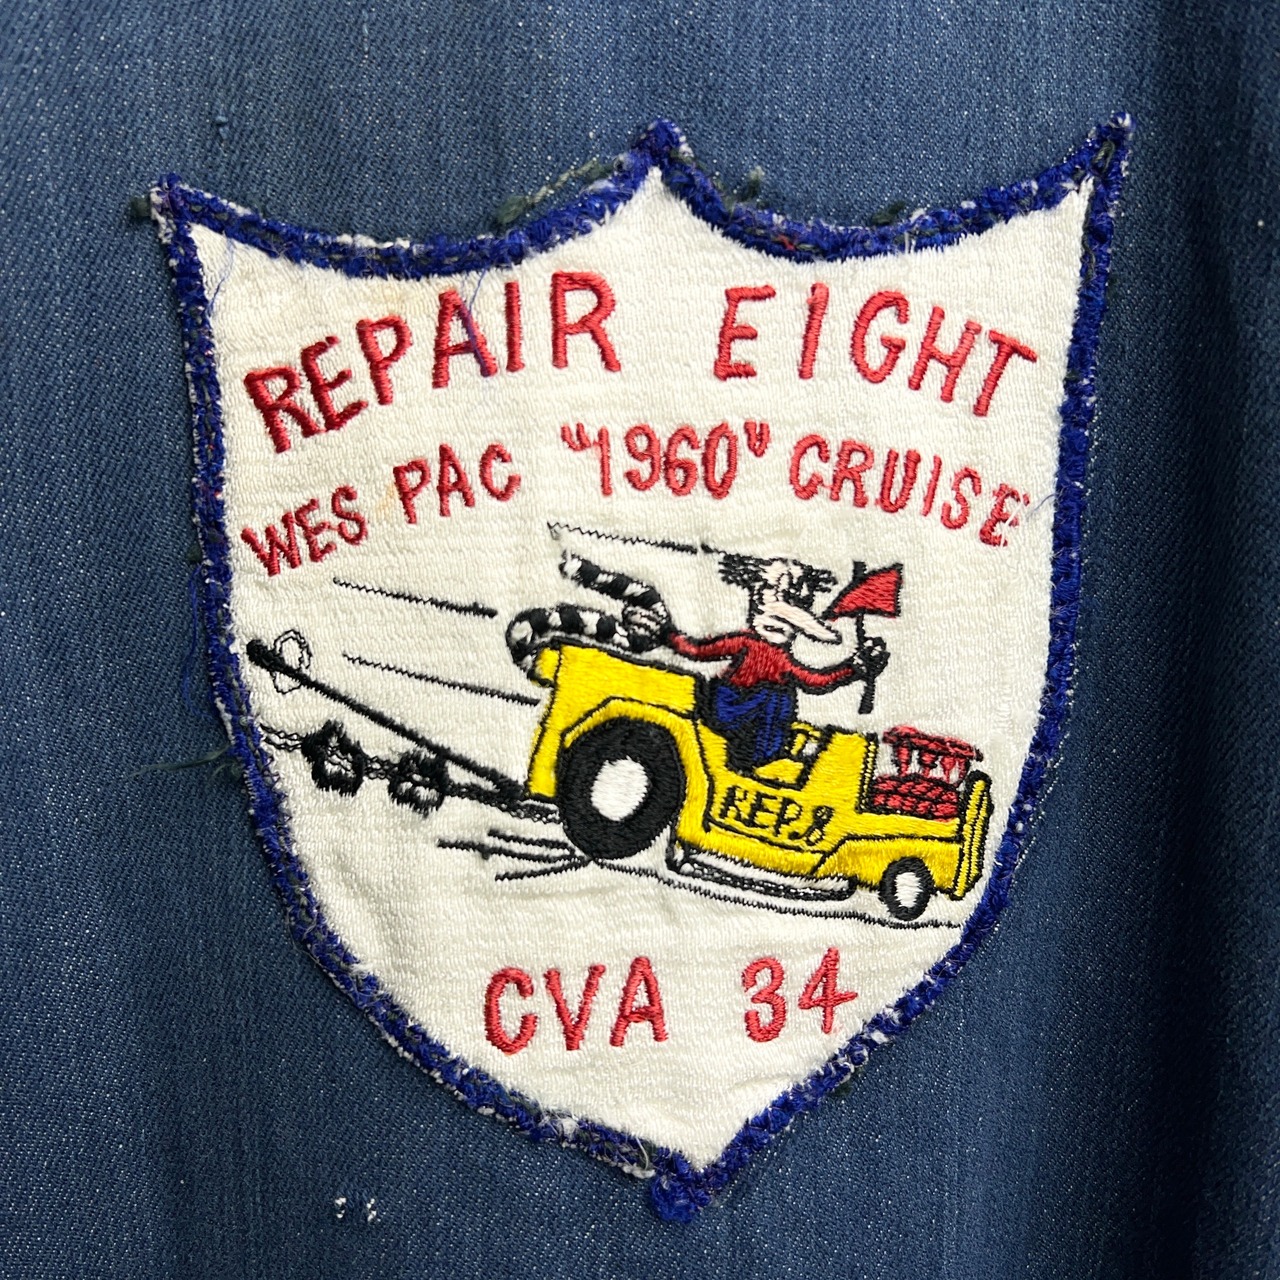 REPAIR EIGHT
WES PAC "1960" CRUISE
REP.8
CVA 34